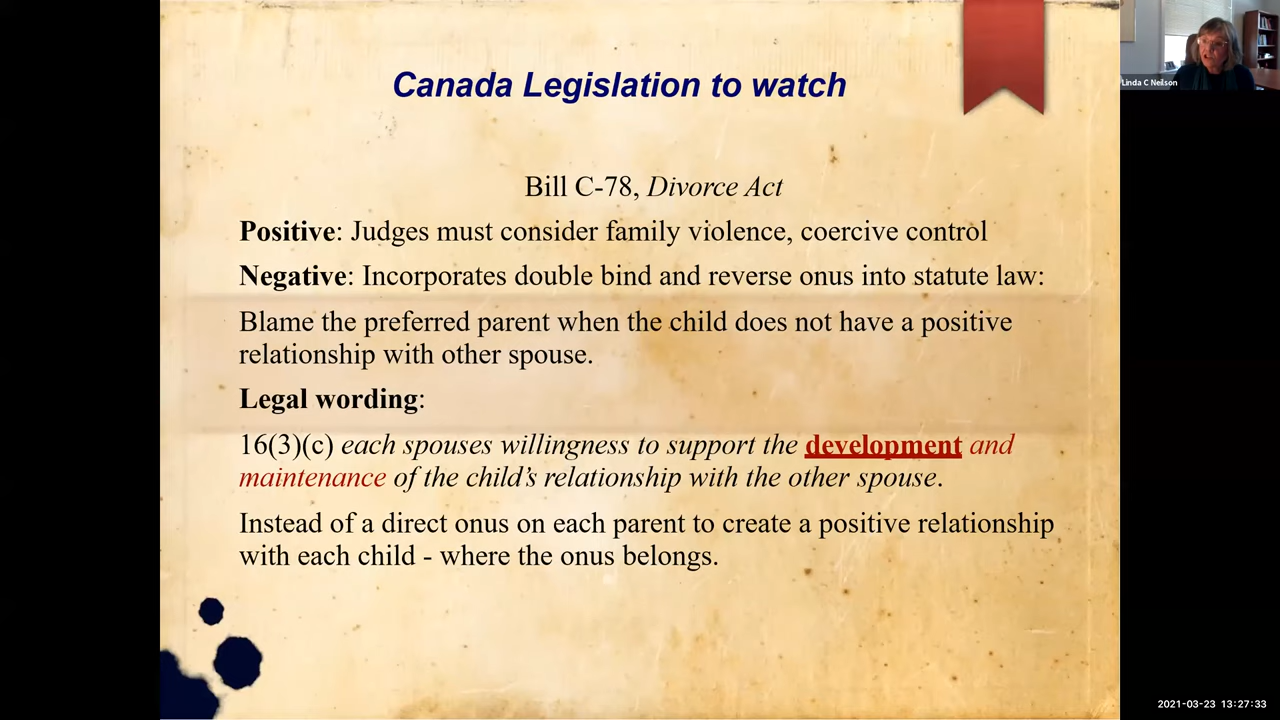 Canada Legislation to watch
Linda C Neilson
Bill C-78, Divorce Act
Positive: Judges must consider family violence, coercive control
Negative: Incorporates double bind and reverse onus into statute law:
Blame the preferred parent when the child does not have a positive
relationship with other spouse.
Legal wording:
16(3)(c) each spouses willingness to support the development and
maintenance of the child’s relationship with the other spouse.
Instead of a direct onus on each parent to create a positive relationship
with each child - where the onus belongs.
2021-03-23 13:27:33